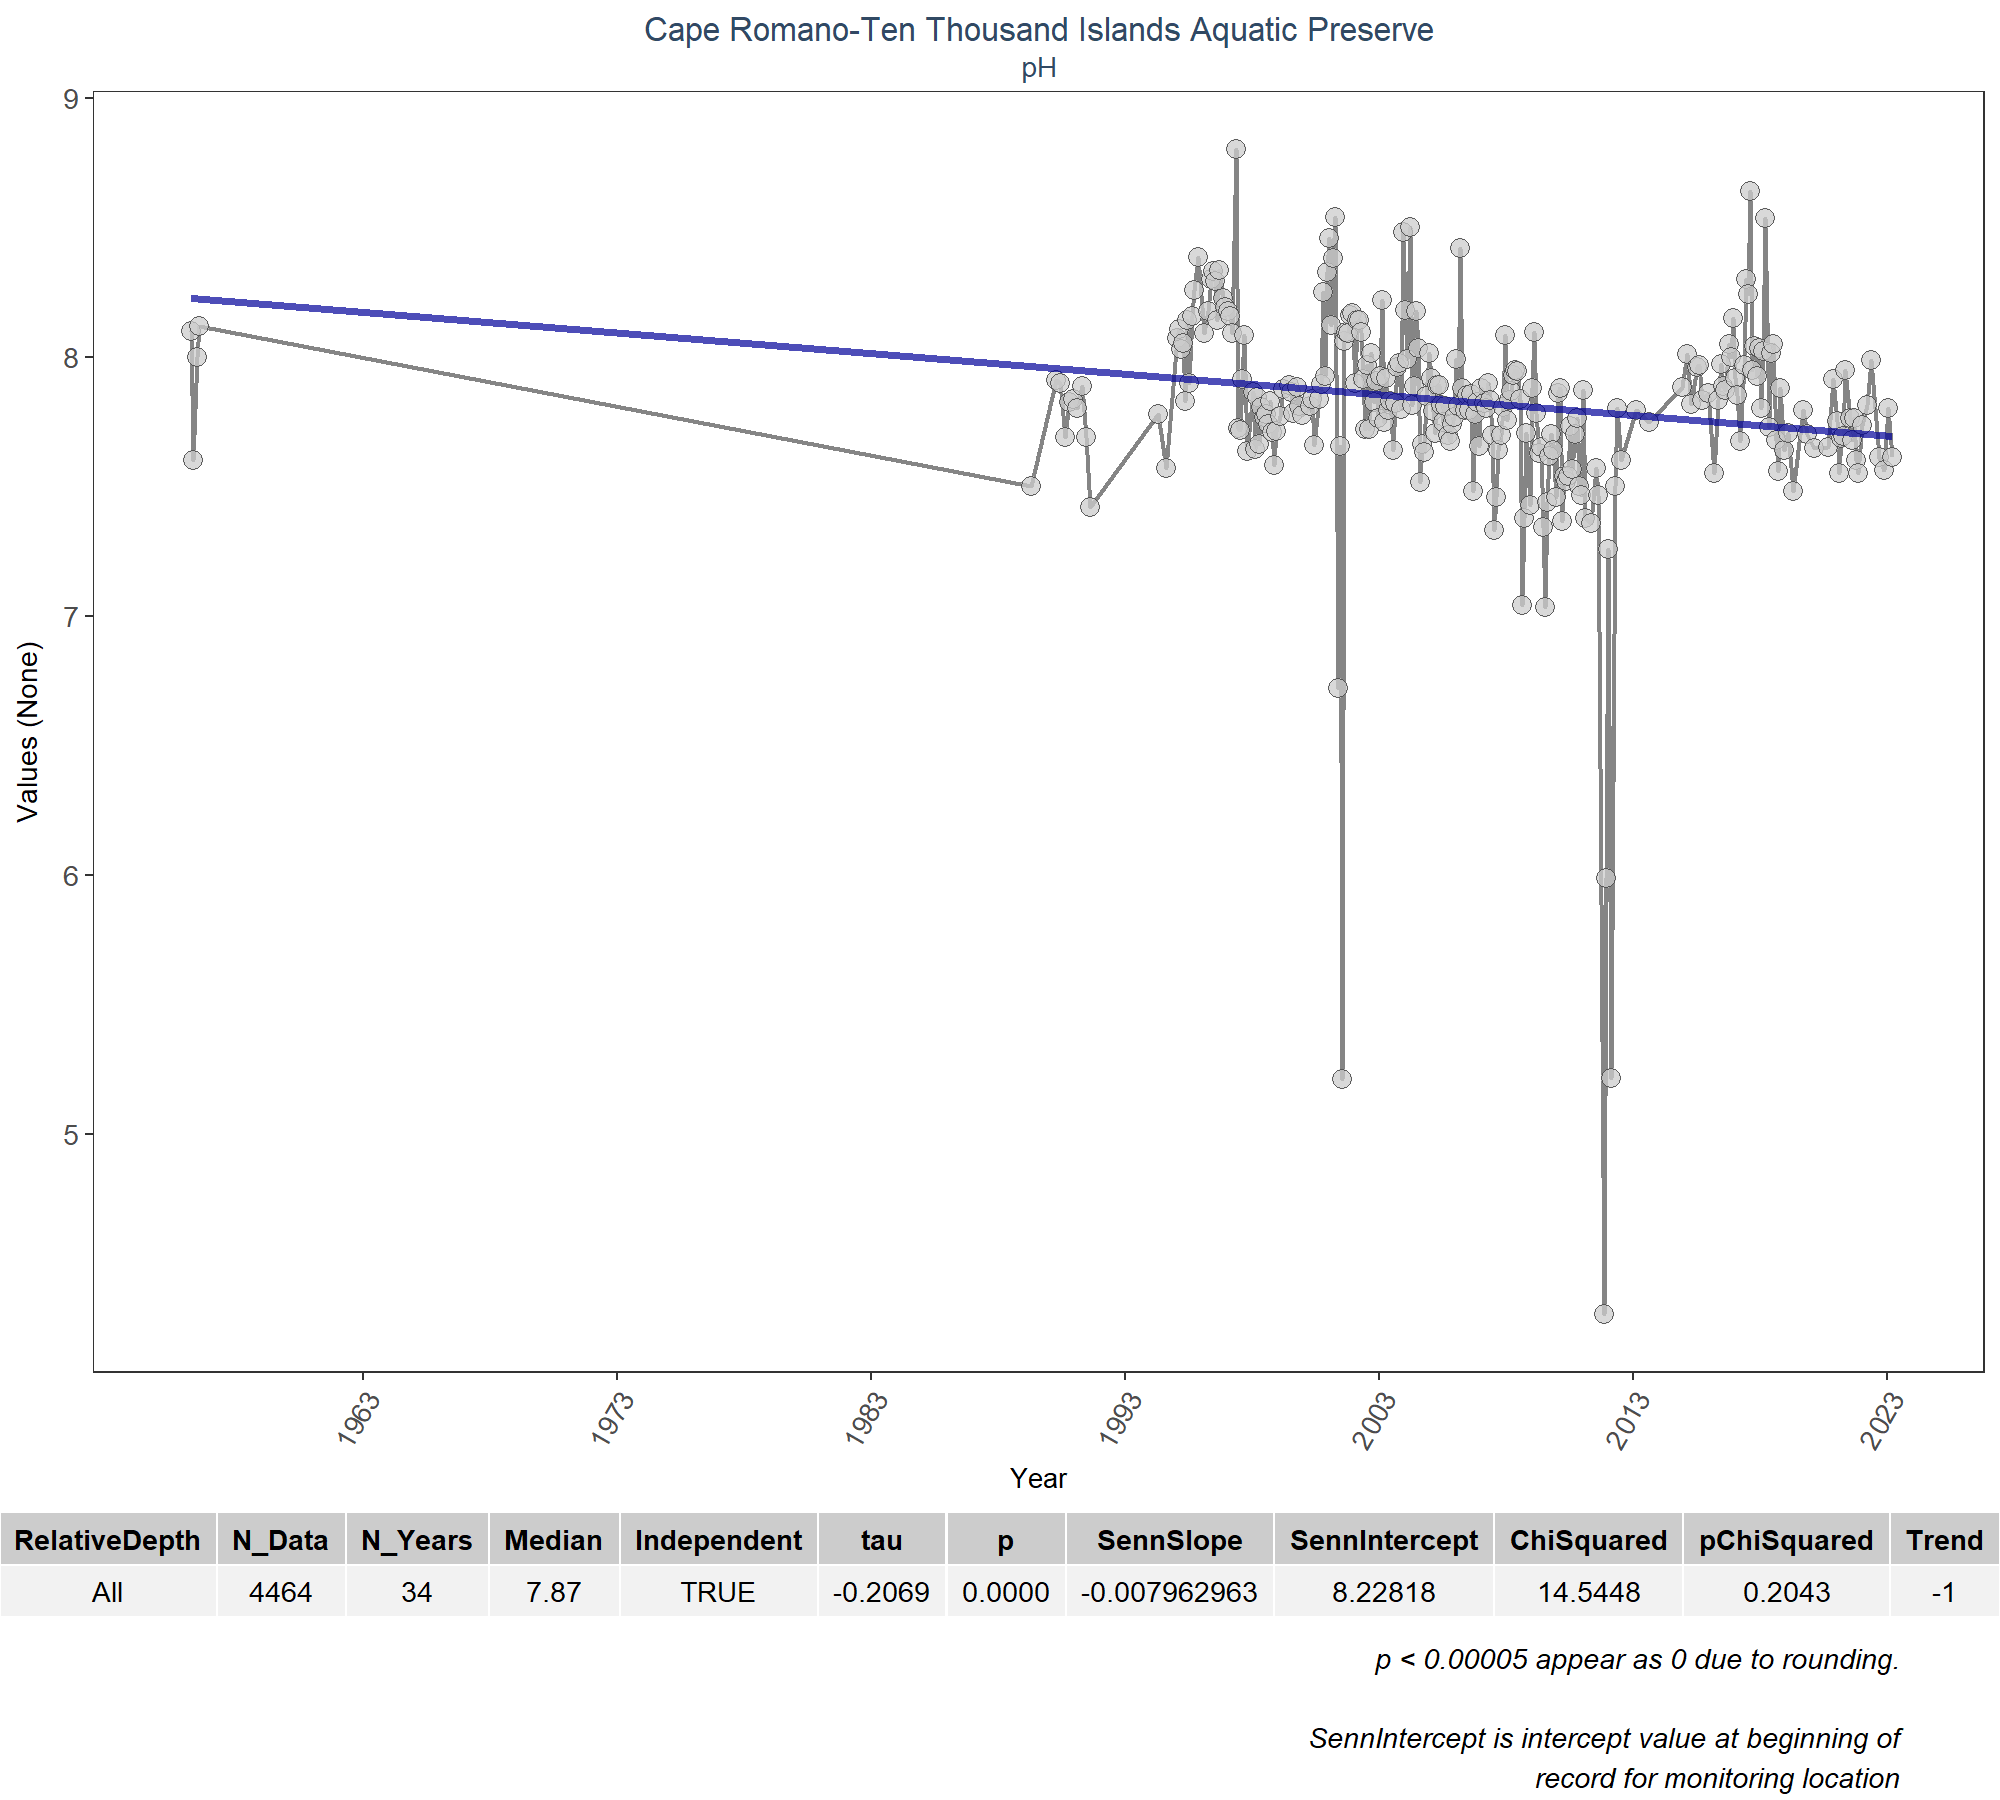 Cape Romano-Ten Thousand Islands Aquatic Preserve
pH
9
8
7
6
5
Values (None)
1963
1973
1983
1993
2003
2013
2023
Year
RelativeDepth N_Data N_Years Median Independent tau p SennSlope SennIntercept ChiSquared pChiSquared Trend
All 4464 34 7.87 TRUE -0.2069 0.0000 -0.007962963 8.22818 14.5448 0.2043 -1
p < 0.00005 appear as 0 due to rounding.
SennIntercept is intercept value at beginning of
record for monitoring location